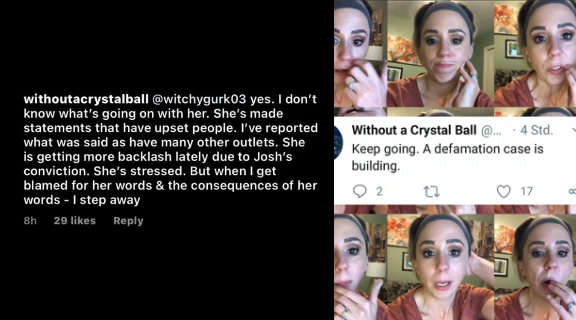 withoutacrystalball @witchygurk03 yes. I don't
know what's going on with her. She's made
statements that have upset people. I've reported
what was said as have many other outlets. She
is getting more backlash lately due to Josh's
conviction. She's stressed. But when I get
blamed for her words & the consequences of her
words - I step away
8h 29 likes Reply
Without a Crystal Ball @... · 4 Std.
Keep going. A defamation case is
building.
2 17